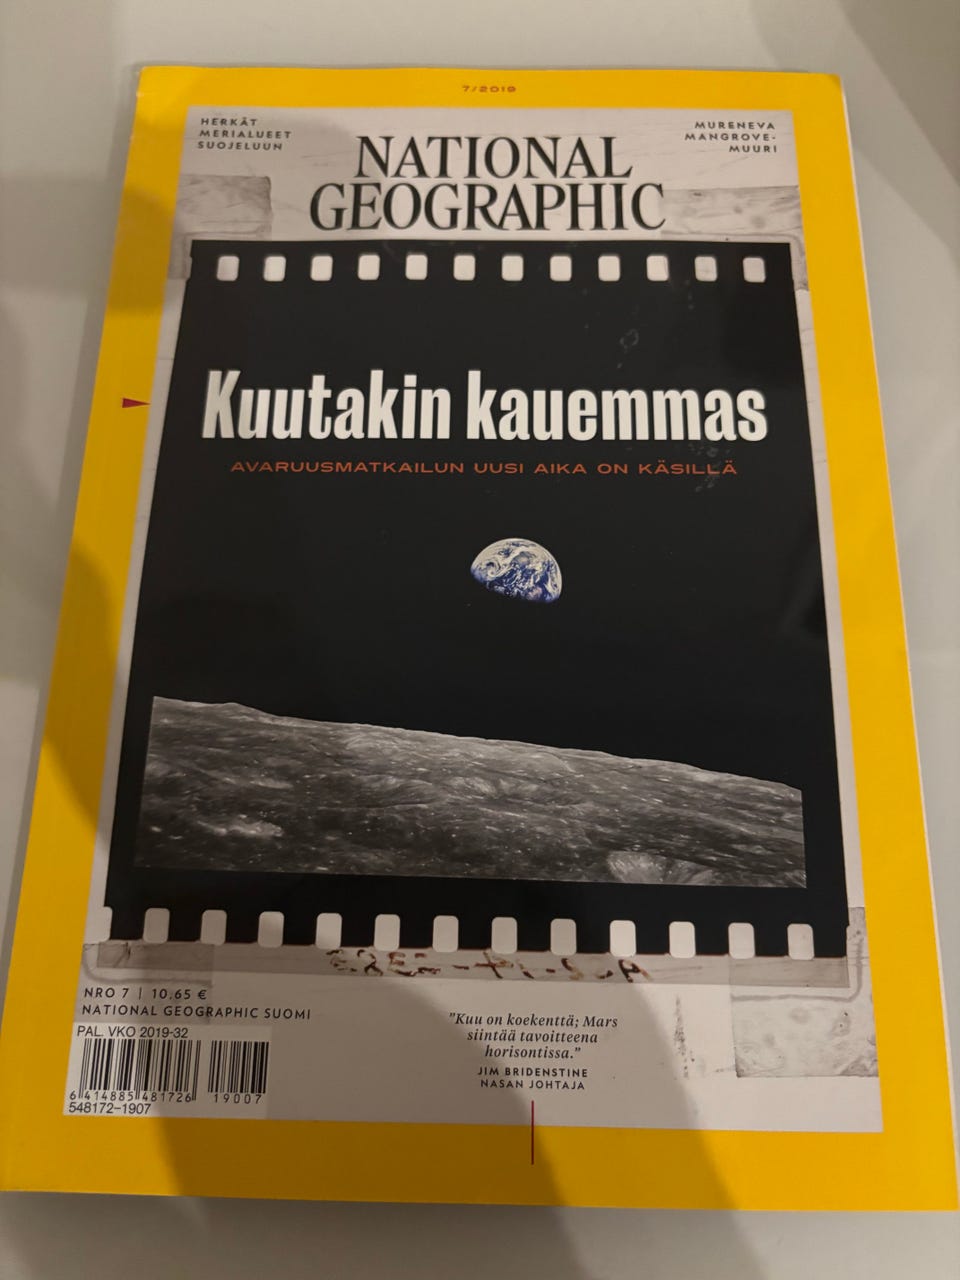 7/2019
HERKÄT
MERIALUEET
SUOJELUUN
MURENEVA
MANGROVE-
MUURI
NATIONAL
GEOGRAPHIC
Kuutakin kauemmas
AVARUUSMATKAILUN UUSI AIKA ON KÄSILLÄ
NRO 7 | 10,65 €
NATIONAL GEOGRAPHIC SUOMI
PAL. VKO 2019-32
6 414885 481726 19007
548172-1907
”Kuu on koekenttä; Mars
siintää tavoitteena
horisontissa.”
JIM BRIDENSTINE
NASAN JOHTAJA